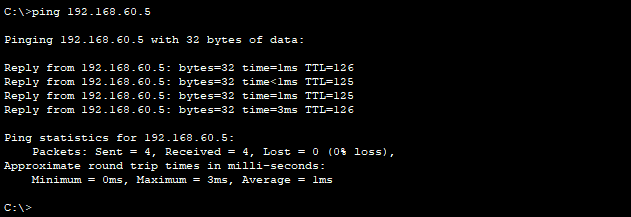 C:\>ping 192.168.60.5
Pinging 192.168.60.5 with 32 bytes of data:
Reply from 192.168.60.5: bytes=32 time=1ms TTL=126
Reply from 192.168.60.5: bytes=32 time<1ms TTL=125
Reply from 192.168.60.5: bytes=32 time=1ms TTL=125
Reply from 192.168.60.5: bytes=32 time=3ms TTL=126
Ping statistics for 192.168.60.5:
    Packets: Sent = 4, Received = 4, Lost = 0 (0% loss),
Approximate round trip times in milli-seconds:
    Minimum = 0ms, Maximum = 3ms, Average = 1ms
C:\>